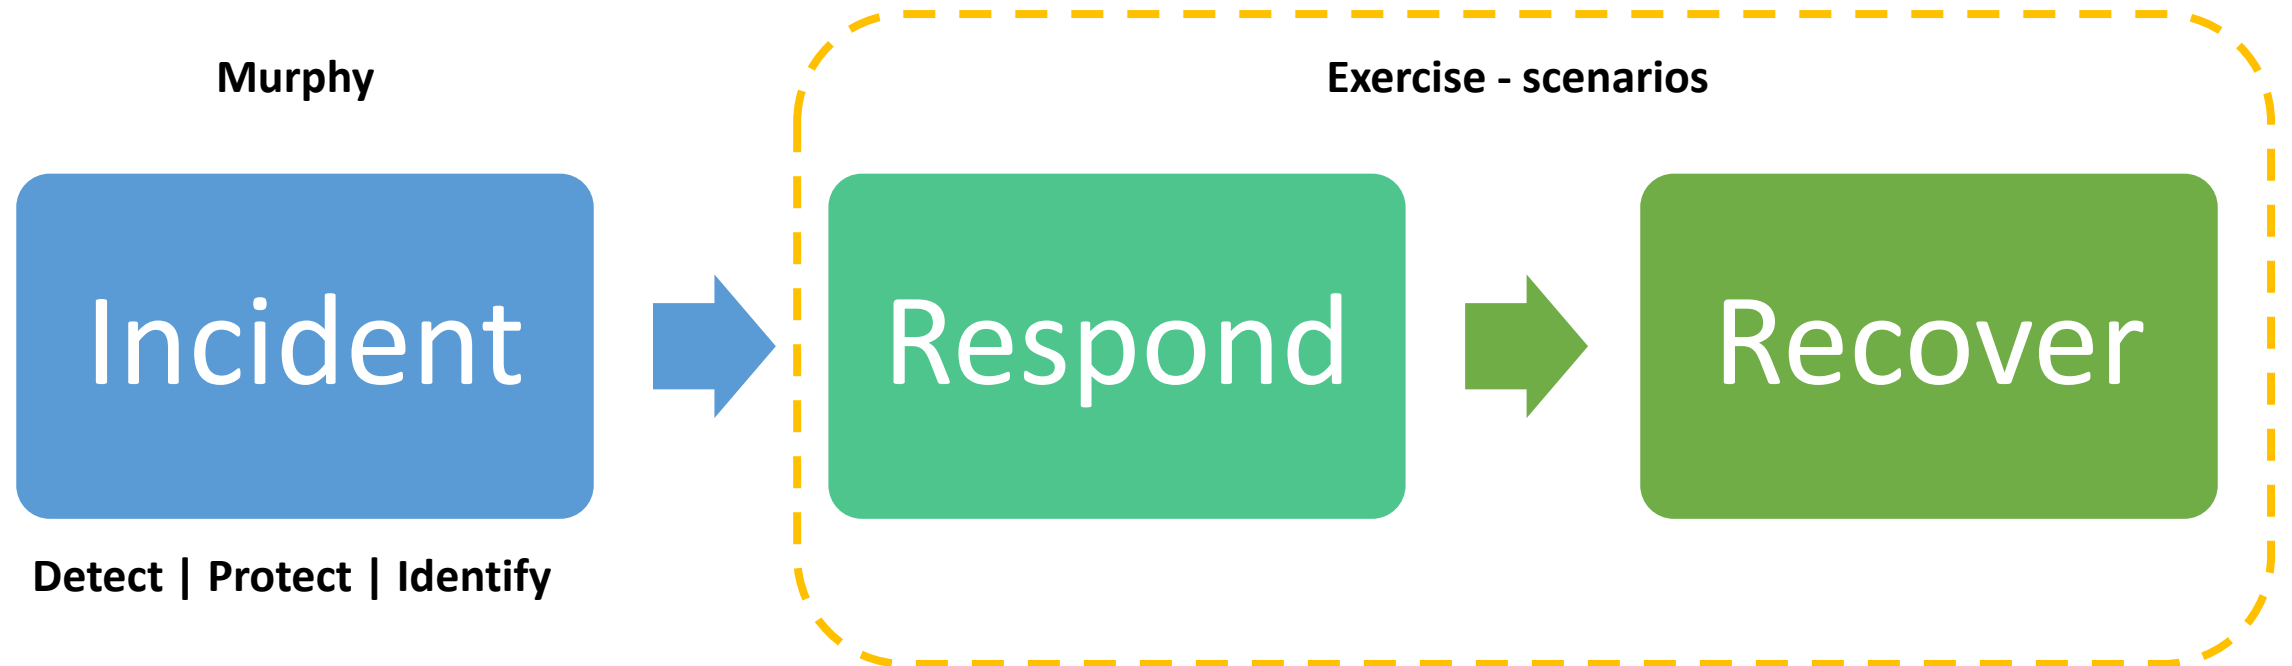 Murphy
Exercise - scenarios
Incident
Respond
Recover
Detect | Protect | Identify